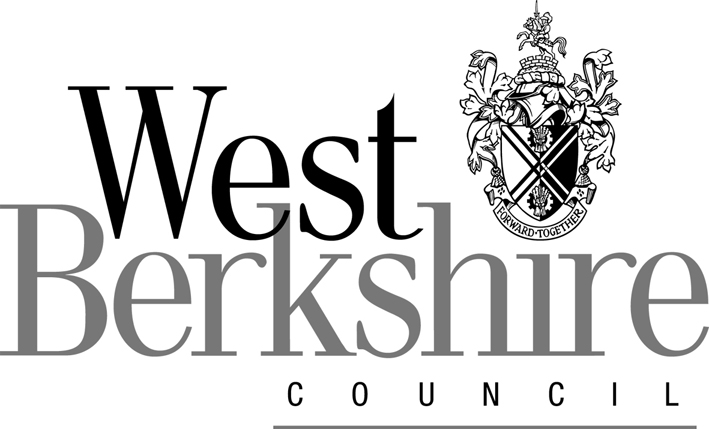 West
FORWARD·TOGETHER
Berkshire
COUNCIL